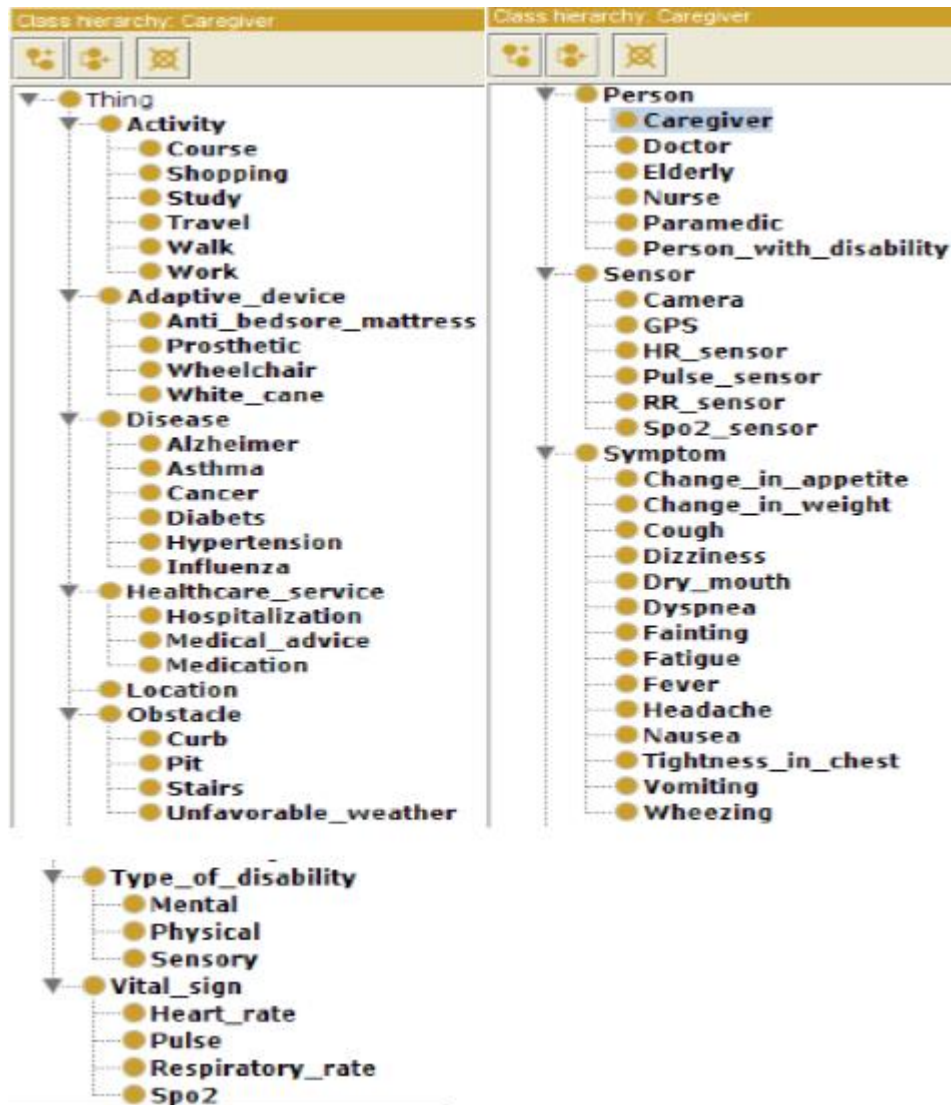 Class hierarchy: Caregiver
Thing
Activity
Course
Shopping
Study
Travel
Walk
Work
Adaptive_device
Anti_bedsore_mattress
Prosthetic
Wheelchair
White_cane
Disease
Alzheimer
Asthma
Cancer
Diabets
Hypertension
Influenza
Healthcare_service
Hospitalization
Medical_advice
Medication
Location
Obstacle
Curb
Pit
Stairs
Unfavorable_weather
Class hierarchy: Caregiver
Person
Caregiver
Doctor
Elderly
Nurse
Paramedic
Person_with_disability
Sensor
Camera
GPS
HR_sensor
Pulse_sensor
RR_sensor
Spo2_sensor
Symptom
Change_in_appetite
Change_in_weight
Cough
Dizziness
Dry_mouth
Dyspnea
Fainting
Fatigue
Fever
Headache
Nausea
Tightness_in_chest
Vomiting
Wheezing
Type_of_disability
Mental
Physical
Sensory
Vital_sign
Heart_rate
Pulse
Respiratory_rate
Spo2